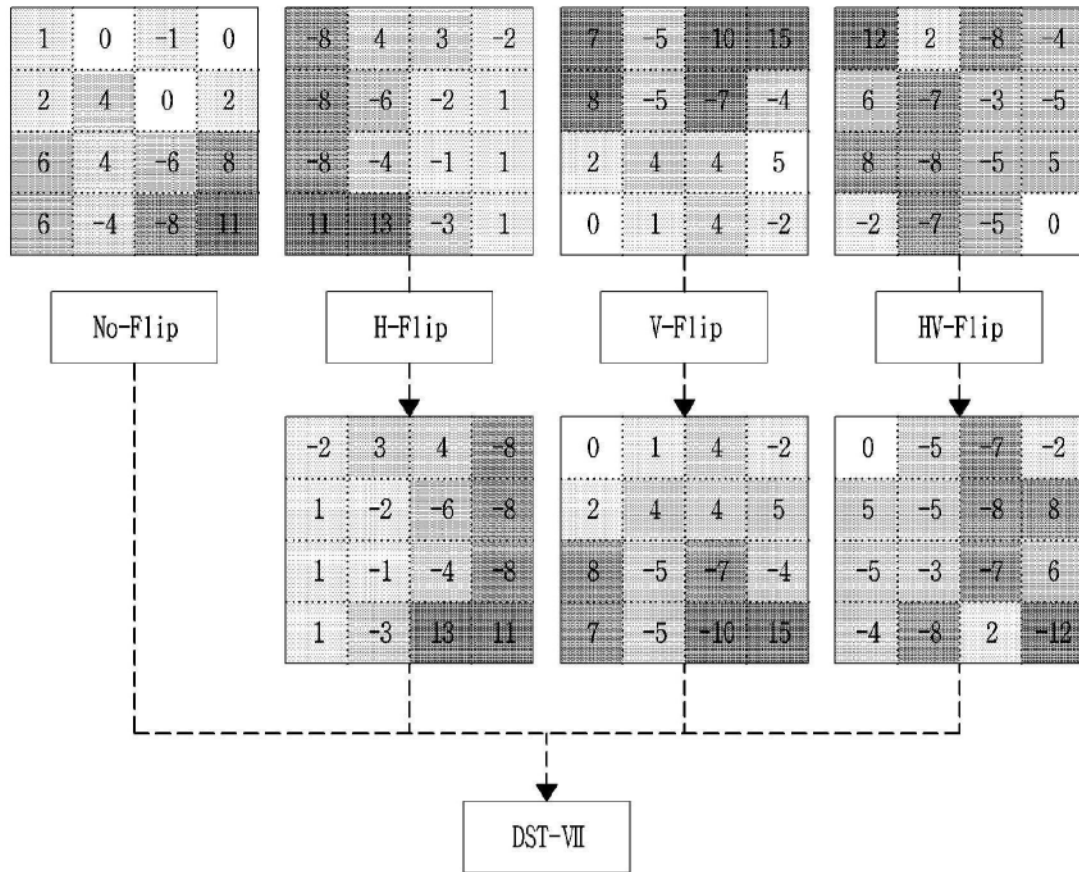 1 0 -1 0 -8 4 3 -2 7 -5 -10 15 -12 2 -8 -4
2 4 0 2 -8 -6 -2 1 8 -5 -7 -4 6 -7 -3 -5
6 4 -6 8 -8 -4 -1 1 2 4 4 5 8 -8 -5 5
6 -4 -8 11 11 13 -3 1 0 1 4 -2 -2 -7 -5 0
No-Flip H-Flip V-Flip HV-Flip
-2 3 4 -8 0 1 4 -2 0 -5 -7 -2
1 -2 -6 -8 2 4 4 5 5 -5 -8 8
1 -1 -4 -8 8 -5 -7 -4 -5 -3 -7 6
1 -3 13 11 7 -5 -10 15 -4 -8 2 -12
DST-Ⅶ